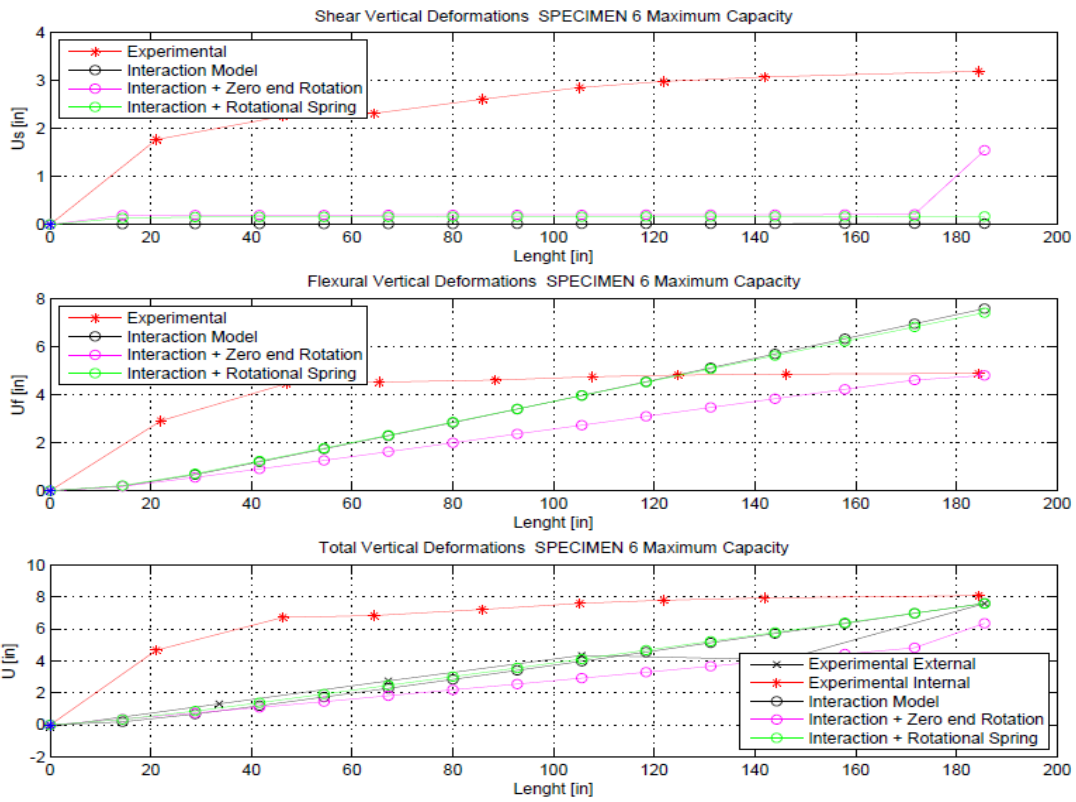 Shear Vertical Deformations SPECIMEN 6 Maximum Capacity
4
3
2
1
0
Us [in]
Experimental
Interaction Model
Interaction + Zero end Rotation
Interaction + Rotational Spring
0 20 40 60 80 100 120 140 160 180 200
Lenght [in]
Flexural Vertical Deformations SPECIMEN 6 Maximum Capacity
8
6
4
2
0
Uf [in]
Experimental
Interaction Model
Interaction + Zero end Rotation
Interaction + Rotational Spring
0 20 40 60 80 100 120 140 160 180 200
Lenght [in]
Total Vertical Deformations SPECIMEN 6 Maximum Capacity
10
8
6
4
2
0
-2
U [in]
Experimental External
Experimental Internal
Interaction Model
Interaction + Zero end Rotation
Interaction + Rotational Spring
0 20 40 60 80 100 120 140 160 180 200
Lenght [in]